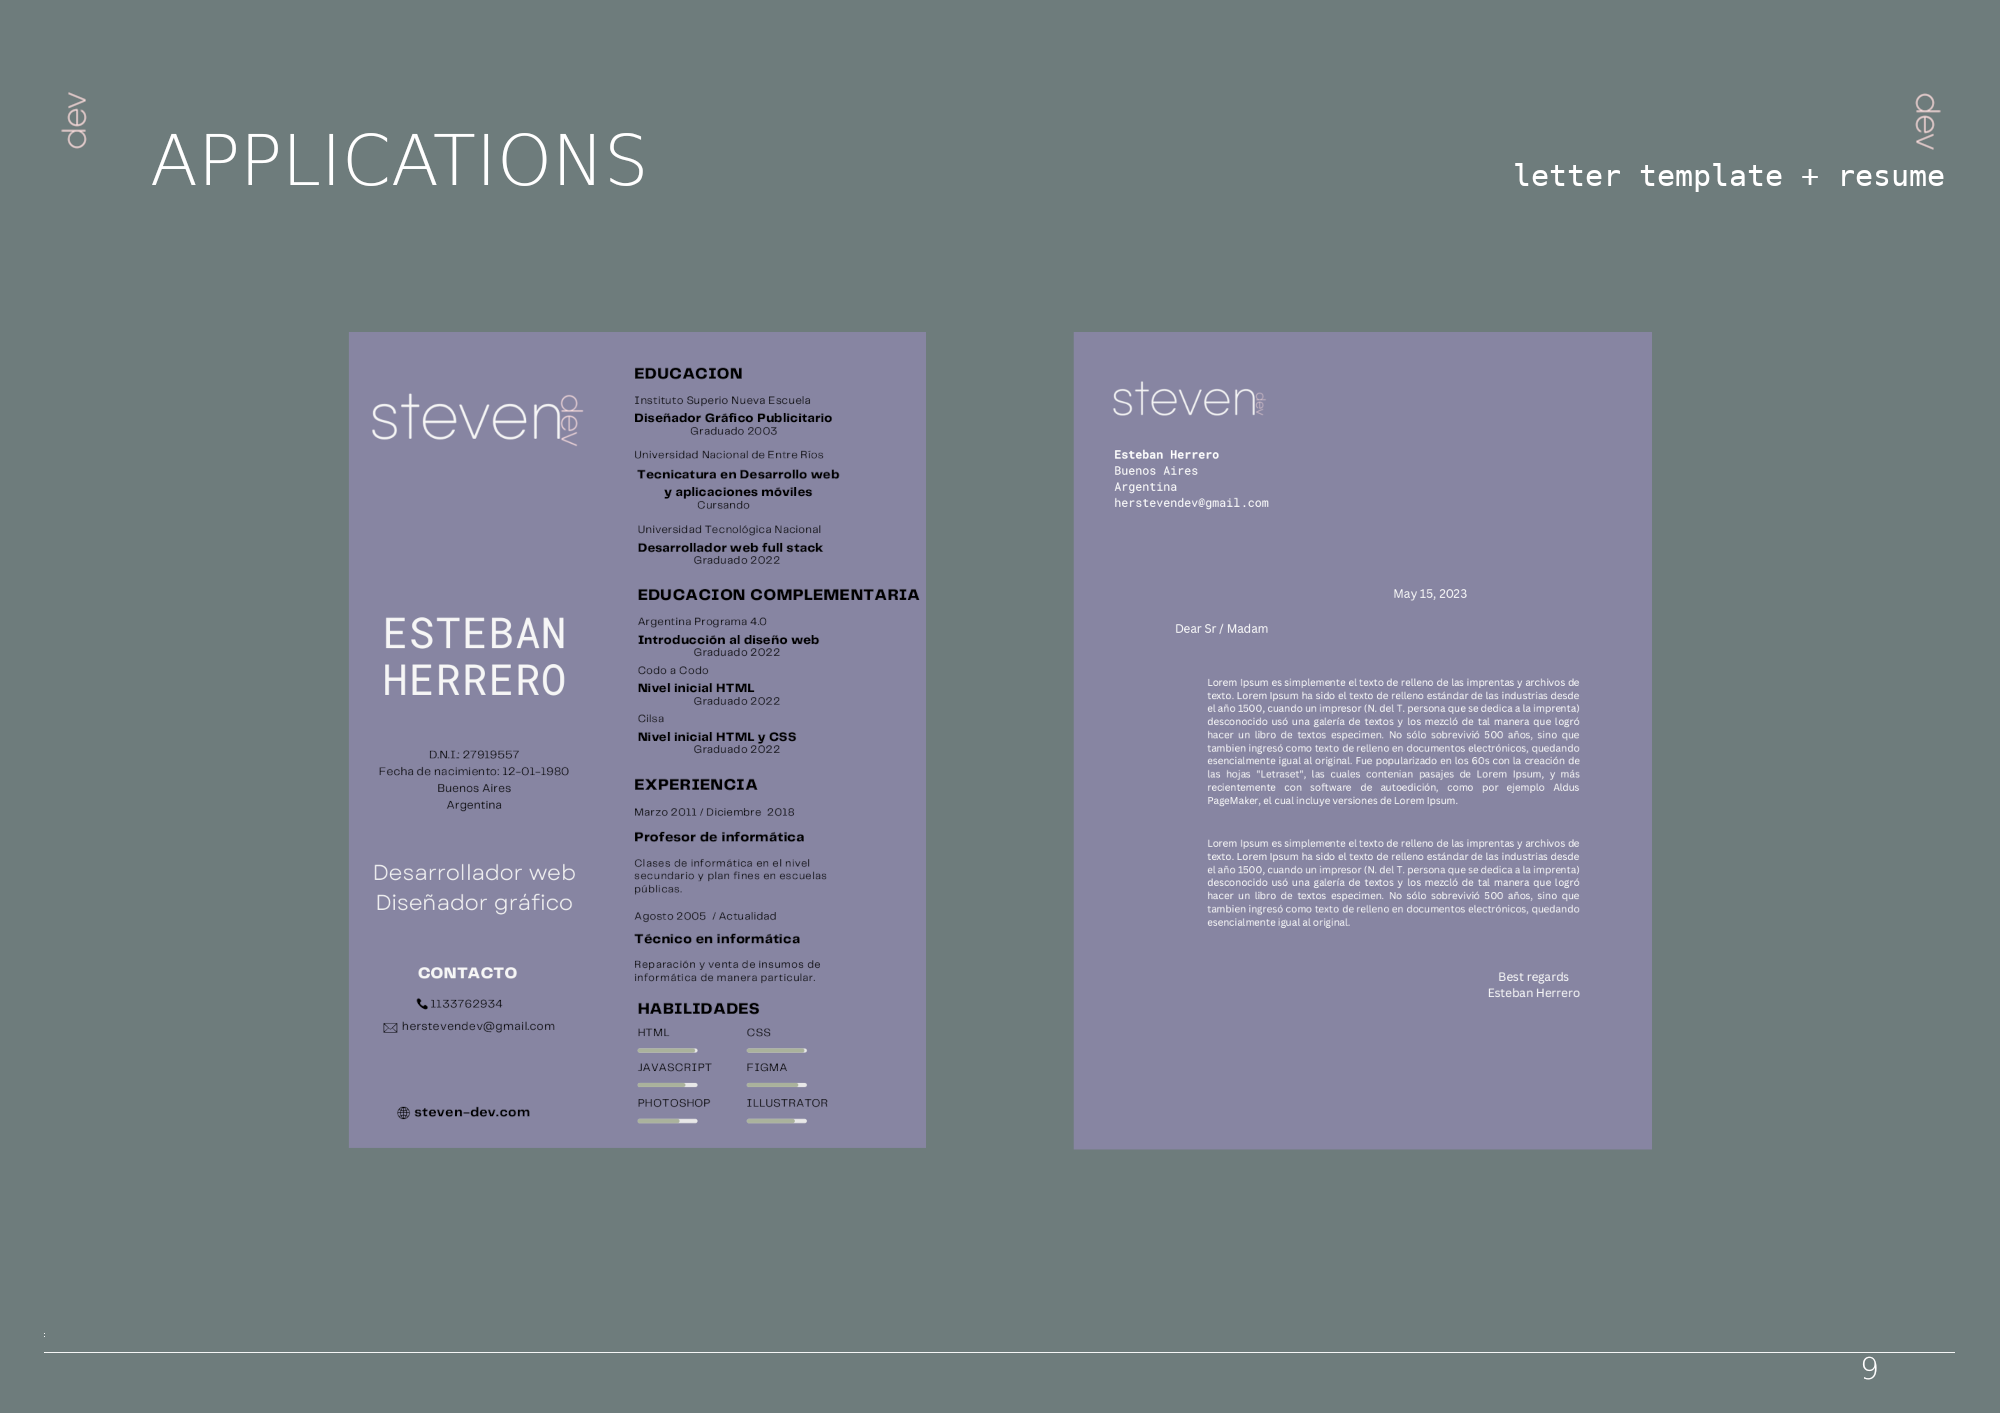 dev
dev
APPLICATIONS
letter template + resume
steven dev
ESTEBAN
HERRERO
D.N.I.: 27919557
Fecha de nacimiento: 12-01-1980
Buenos Aires
Argentina
Desarrollador web
Diseñador gráfico
CONTACTO
1133762934
herstevendev@gmail.com
steven-dev.com
EDUCACION
Instituto Superio Nueva Escuela
Diseñador Gráfico Publicitario
Graduado 2003
Universidad Nacional de Entre Rios
Tecnicatura en Desarrollo web
y aplicaciones móviles
Cursando
Universidad Tecnológica Nacional
Desarrollador web full stack
Graduado 2022
EDUCACION COMPLEMENTARIA
Argentina Programa 4.0
Introducción al diseño web
Graduado 2022
Codo a Codo
Nivel inicial HTML
Graduado 2022
Cilsa
Nivel inicial HTML y CSS
Graduado 2022
EXPERIENCIA
Marzo 2011 / Diciembre 2018
Profesor de informática
Clases de informática en el nivel
secundario y plan fines en escuelas
públicas.
Agosto 2005 / Actualidad
Técnico en informática
Reparación y venta de insumos de
informática de manera particular.
HABILIDADES
HTML CSS
JAVASCRIPT FIGMA
PHOTOSHOP ILLUSTRATOR
steven dev
Esteban Herrero
Buenos Aires
Argentina
herstevendev@gmail.com
May 15, 2023
Dear Sr / Madam
Lorem Ipsum es simplemente el texto de relleno de las imprentas y archivos de
texto. Lorem Ipsum ha sido el texto de relleno estándar de las industrias desde
el año 1500, cuando un impresor (N. del T. persona que se dedica a la imprenta)
desconocido usó una galería de textos y los mezcló de tal manera que logró
hacer un libro de textos especimen. No sólo sobrevivió 500 años, sino que
tambien ingresó como texto de relleno en documentos electrónicos, quedando
esencialmente igual al original. Fue popularizado en los 60s con la creación de
las hojas "Letraset", las cuales contenian pasajes de Lorem Ipsum, y más
recientemente con software de autoedición, como por ejemplo Aldus
PageMaker, el cual incluye versiones de Lorem Ipsum.
Lorem Ipsum es simplemente el texto de relleno de las imprentas y archivos de
texto. Lorem Ipsum ha sido el texto de relleno estándar de las industrias desde
el año 1500, cuando un impresor (N. del T. persona que se dedica a la imprenta)
desconocido usó una galería de textos y los mezcló de tal manera que logró
hacer un libro de textos especimen. No sólo sobrevivió 500 años, sino que
tambien ingresó como texto de relleno en documentos electrónicos, quedando
esencialmente igual al original.
Best regards
Esteban Herrero
:
9